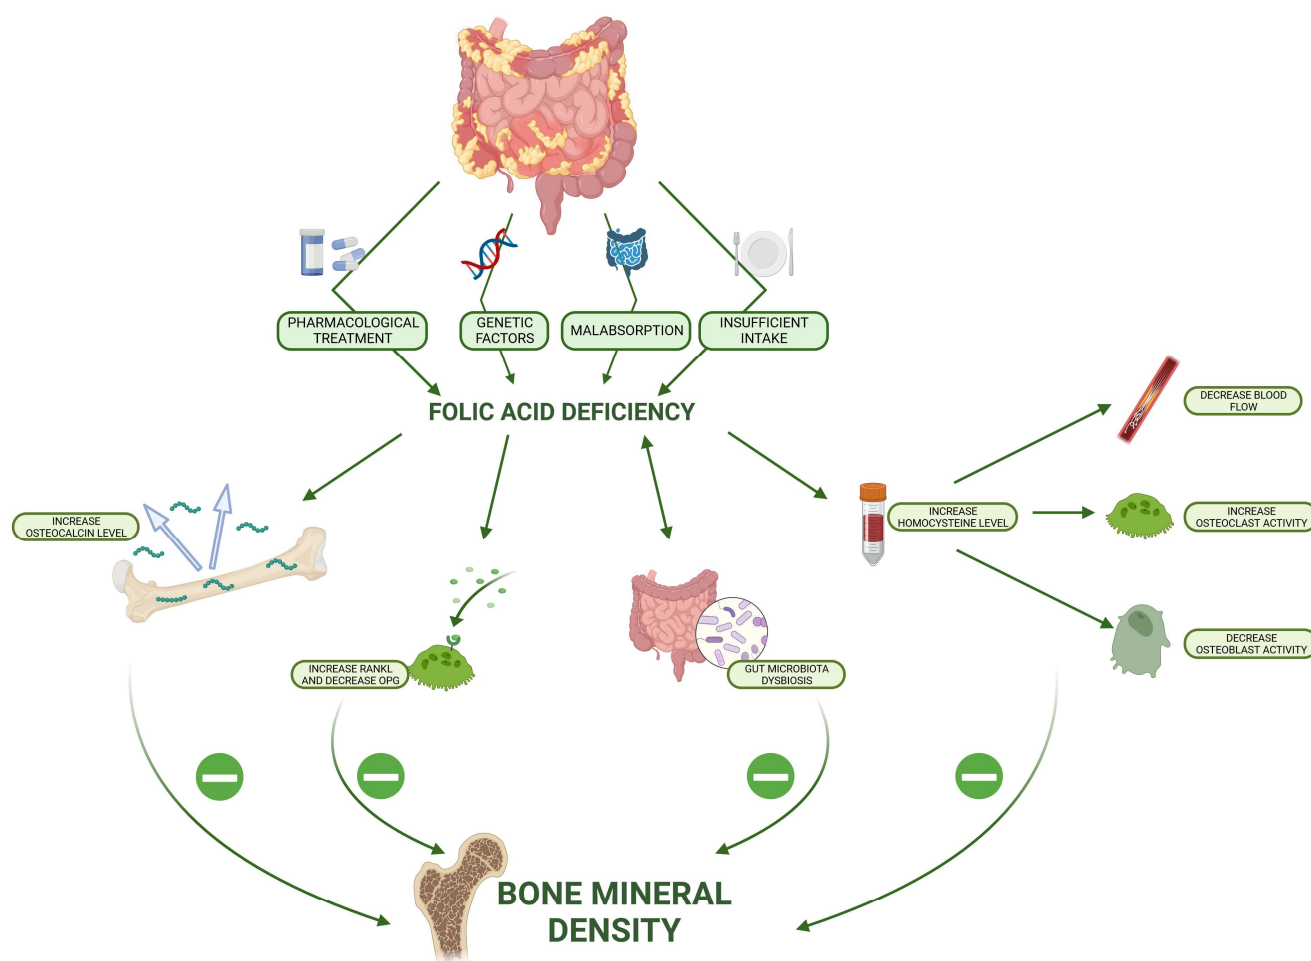 PHARMACOLOGICAL
TREATMENT
GENETIC
FACTORS
MALABSORPTION
INSUFFICIENT
INTAKE
FOLIC ACID DEFICIENCY
DECREASE BLOOD
FLOW
INCREASE
OSTEOCALCIN LEVEL
INCREASE
HOMOCYSTEINE LEVEL
INCREASE
OSTEOCLAST ACTIVITY
INCREASE RANKL
AND DECREASE OPG
GUT MICROBIOTA
DYSBIOSIS
DECREASE
OSTEOBLAST ACTIVITY
BONE MINERAL
DENSITY